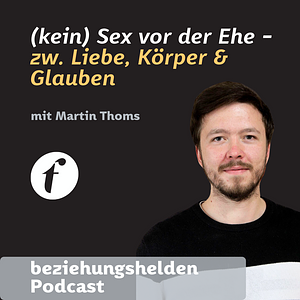 (kein) Sex vor der Ehe -
zw. Liebe, Körper &
Glauben
mit Martin Thoms
f
beziehungshelden
Podcast